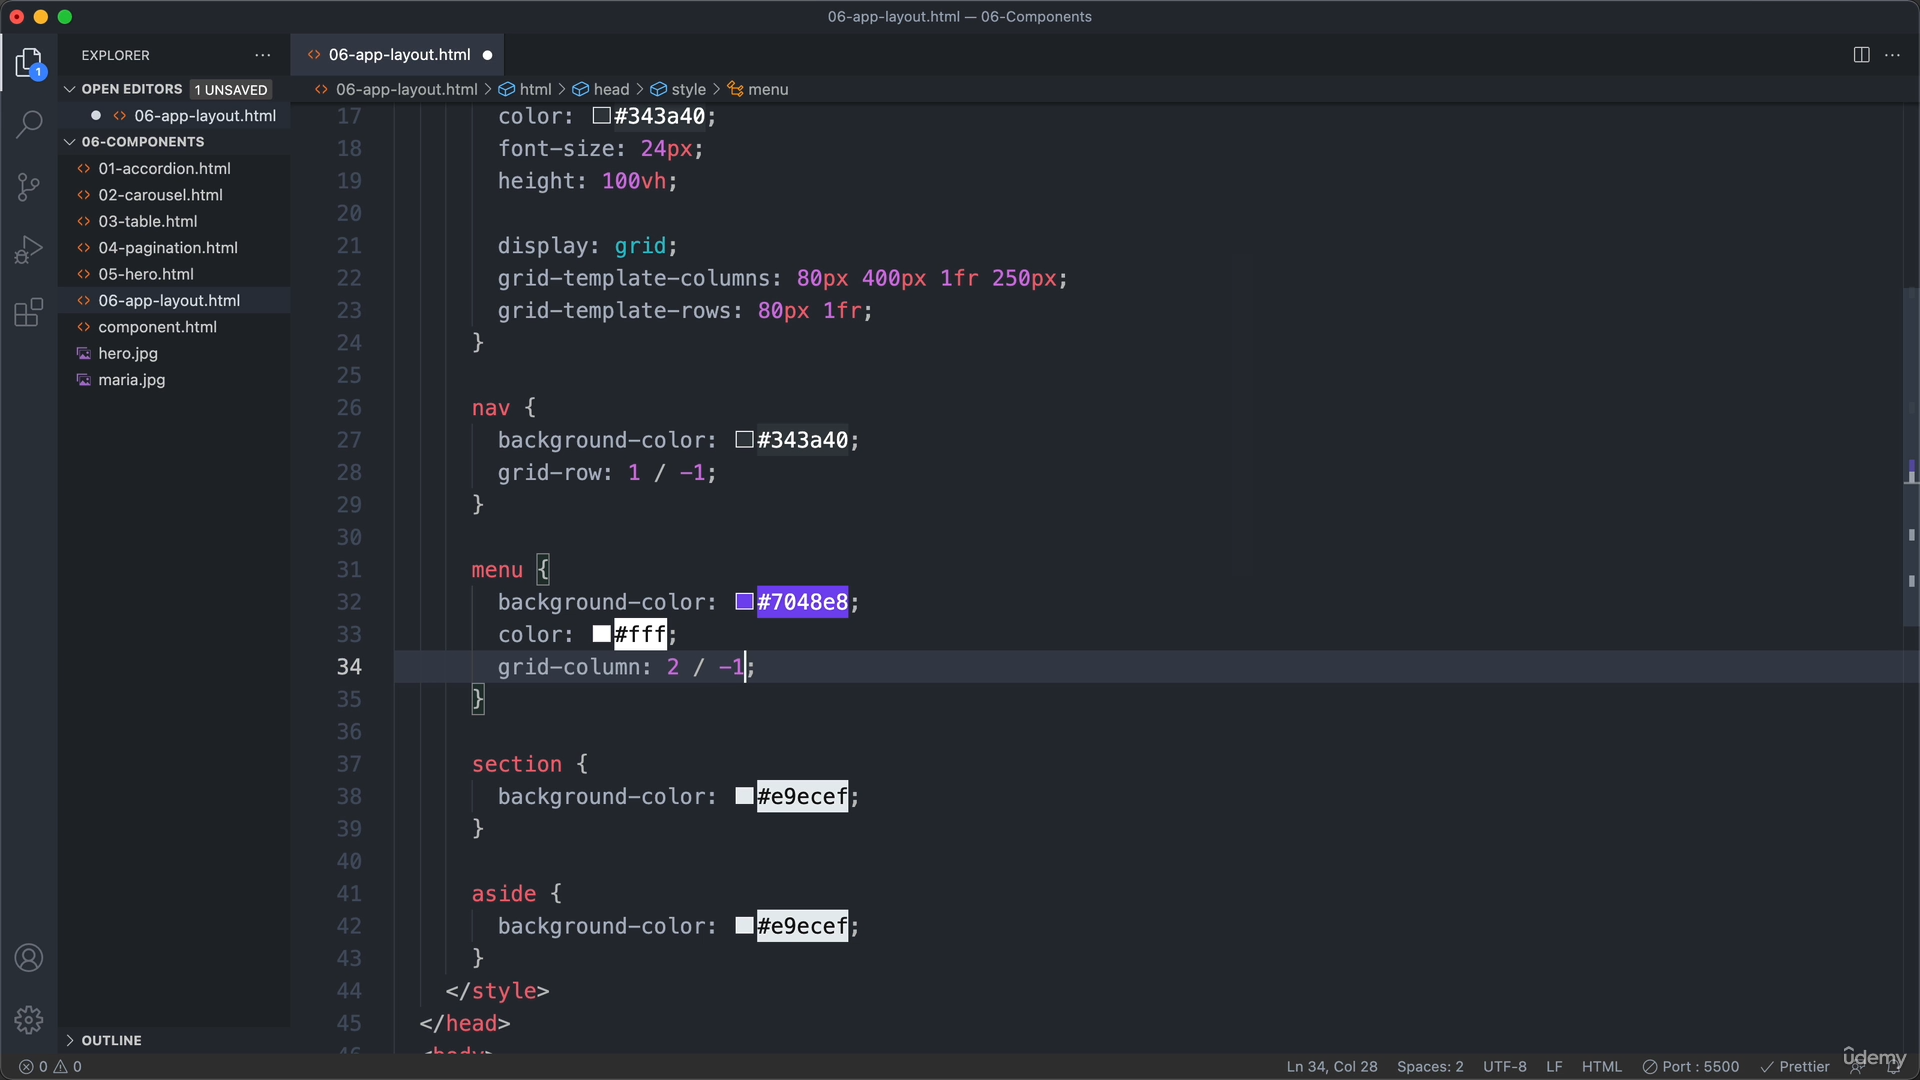 06-app-layout.html — 06-Components
EXPLORER
06-app-layout.html
OPEN EDITORS 1 UNSAVED
06-app-layout.html > html > head > style > menu
06-app-layout.html
06-COMPONENTS
01-accordion.html
02-carousel.html
03-table.html
04-pagination.html
05-hero.html
06-app-layout.html
component.html
hero.jpg
maria.jpg
OUTLINE
1
17 color: #343a40;
18 font-size: 24px;
19 height: 100vh;
20
21 display: grid;
22 grid-template-columns: 80px 400px 1fr 250px;
23 grid-template-rows: 80px 1fr;
24 }
25
26 nav {
27 background-color: #343a40;
28 grid-row: 1 / -1;
29 }
30
31 menu {
32 background-color: #7048e8;
33 color: #fff;
34 grid-column: 2 / -1;
35 }
36
37 section {
38 background-color: #e9ecef;
39 }
40
41 aside {
42 background-color: #e9ecef;
43 }
44 </style>
45 </head>
46 <body>
0 0 Ln 34, Col 28 Spaces: 2 UTF-8 LF HTML Port : 5500 Prettier
udemy